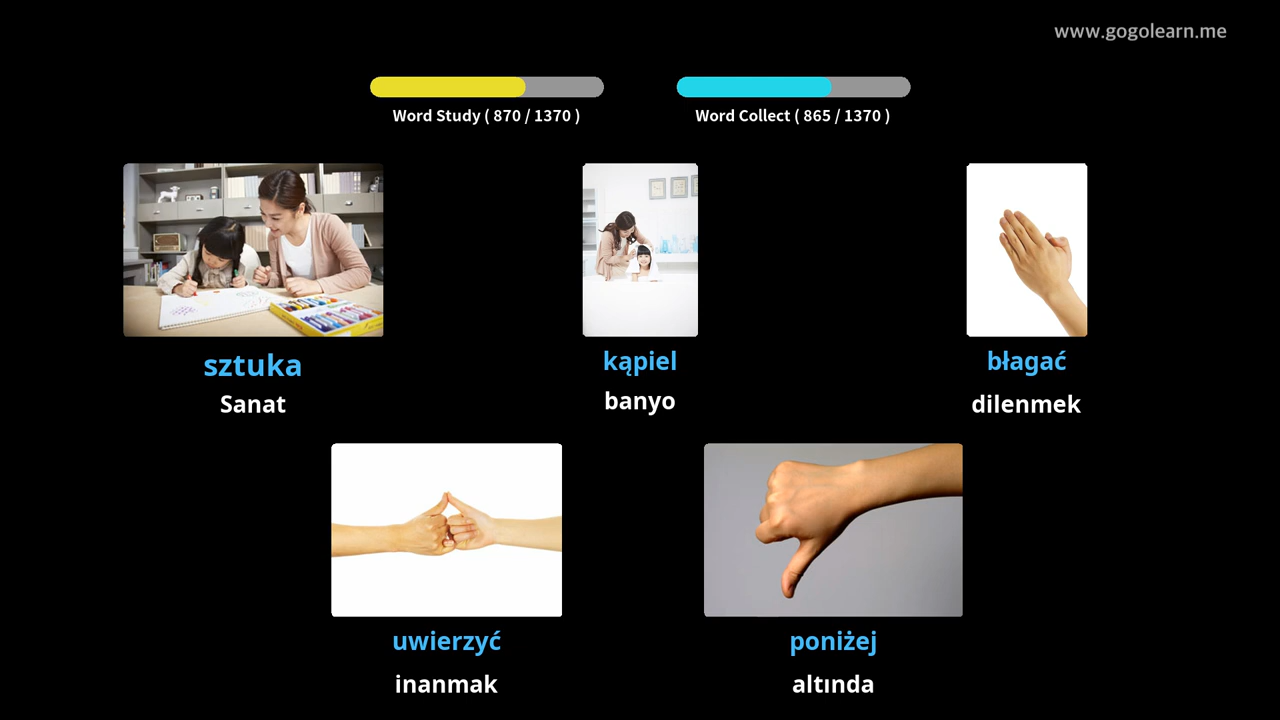 www.gogolearn.me
Word Study ( 870 / 1370 )
Word Collect ( 865 / 1370 )
sztuka
Sanat
kąpiel
banyo
błagać
dilenmek
uwierzyć
inanmak
poniżej
altında